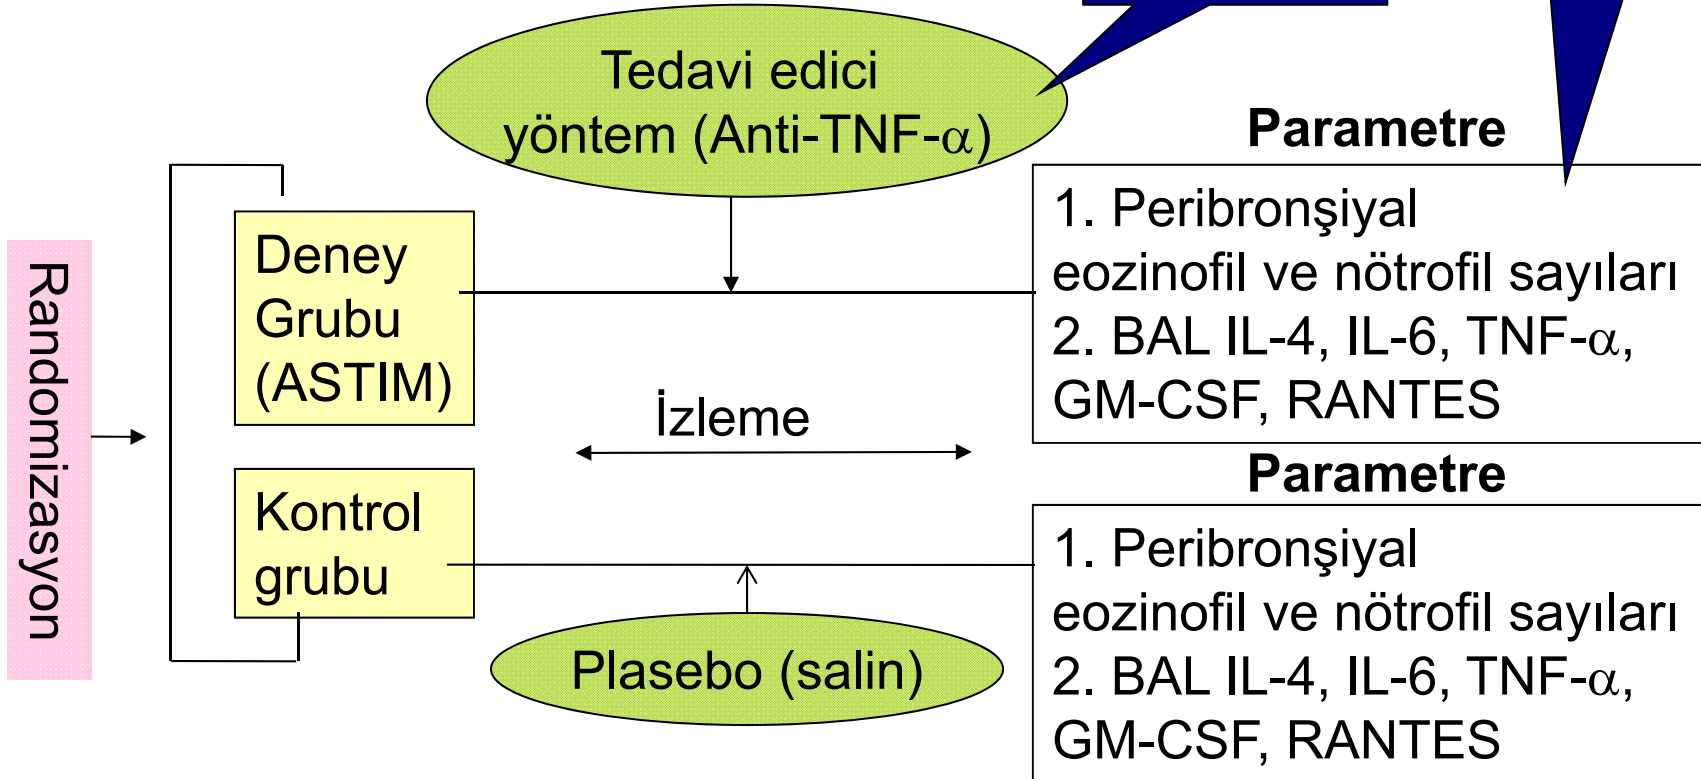 Tedavi edici
yöntem (Anti-TNF-α)
Parametre
Randomizasyon
Deney
Grubu
(ASTIM)
1. Peribronşiyal
eozinofil ve nötrofil sayıları
2. BAL IL-4, IL-6, TNF-α,
GM-CSF, RANTES
İzleme
Parametre
Kontrol
grubu
1. Peribronşiyal
eozinofil ve nötrofil sayıları
2. BAL IL-4, IL-6, TNF-α,
GM-CSF, RANTES
Plasebo (salin)